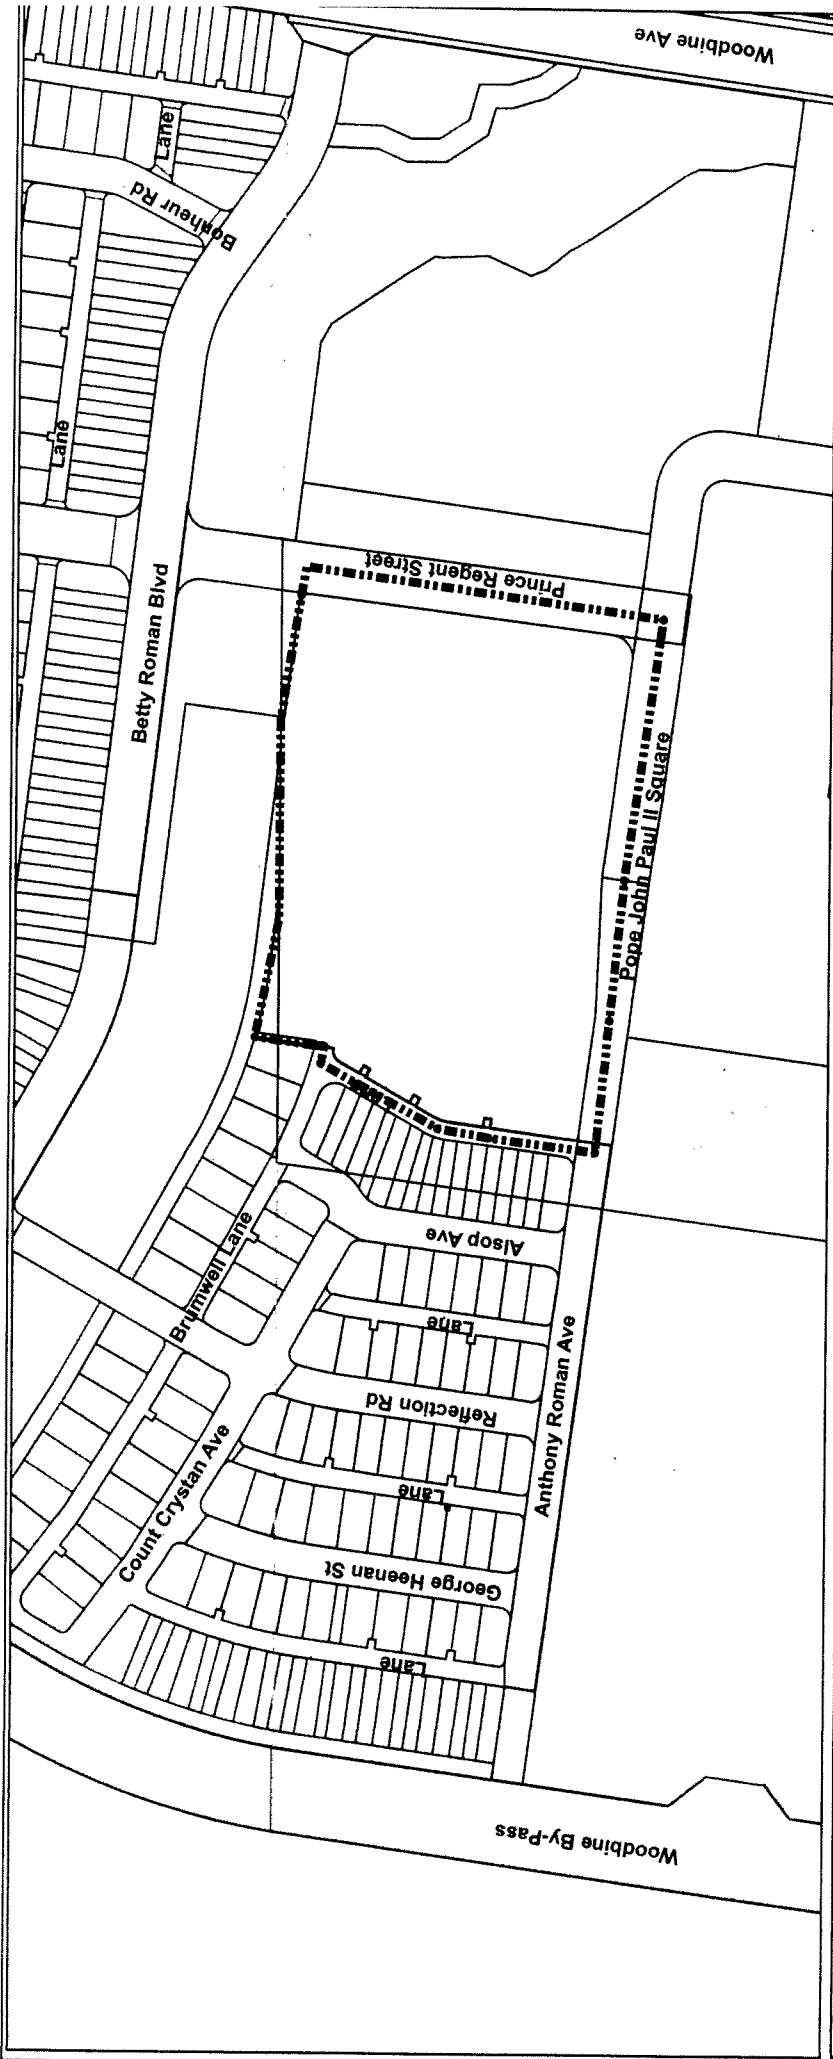 Woodbine Ave
Lane
Bonheur Rd
Lane
Betty Roman Blvd
Prince Regent Street
Pope John Paul II Square
Alsop Ave
Brumwell Lane
Lane
Reflection Rd
Anthony Roman Ave
Count Crystan Ave
Lane
George Heenan St
Lane
Woodbine By-Pass